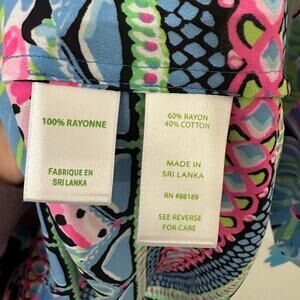 100% RAYONNE
FABRIQUE EN
SRI LANKA
60% RAYON
40% COTTON
MADE IN
SRI LANKA
RN #88189
SEE REVERSE
FOR CARE